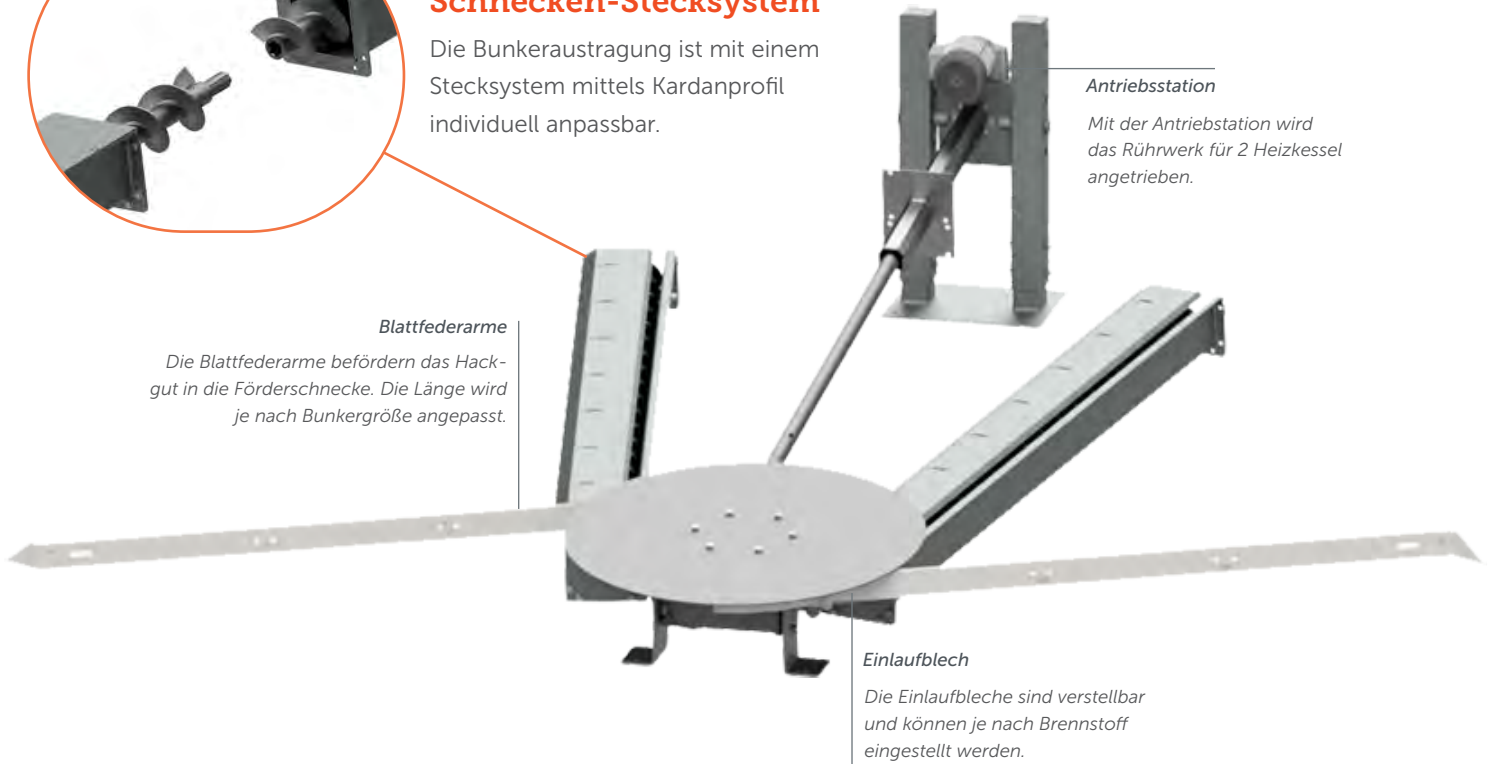 Schnecken-Stecksystem
Die Bunkeraustragung ist mit einem
Stecksystem mittels Kardanprofil
individuell anpassbar.
Antriebsstation
Mit der Antriebstation wird
das Rührwerk für 2 Heizkessel
angetrieben.
Blattfederarme
Die Blattfederarme befördern das Hack-
gut in die Förderschnecke. Die Länge wird
je nach Bunkergröße angepasst.
Einlaufblech
Die Einlaufbleche sind verstellbar
und können je nach Brennstoff
eingestellt werden.